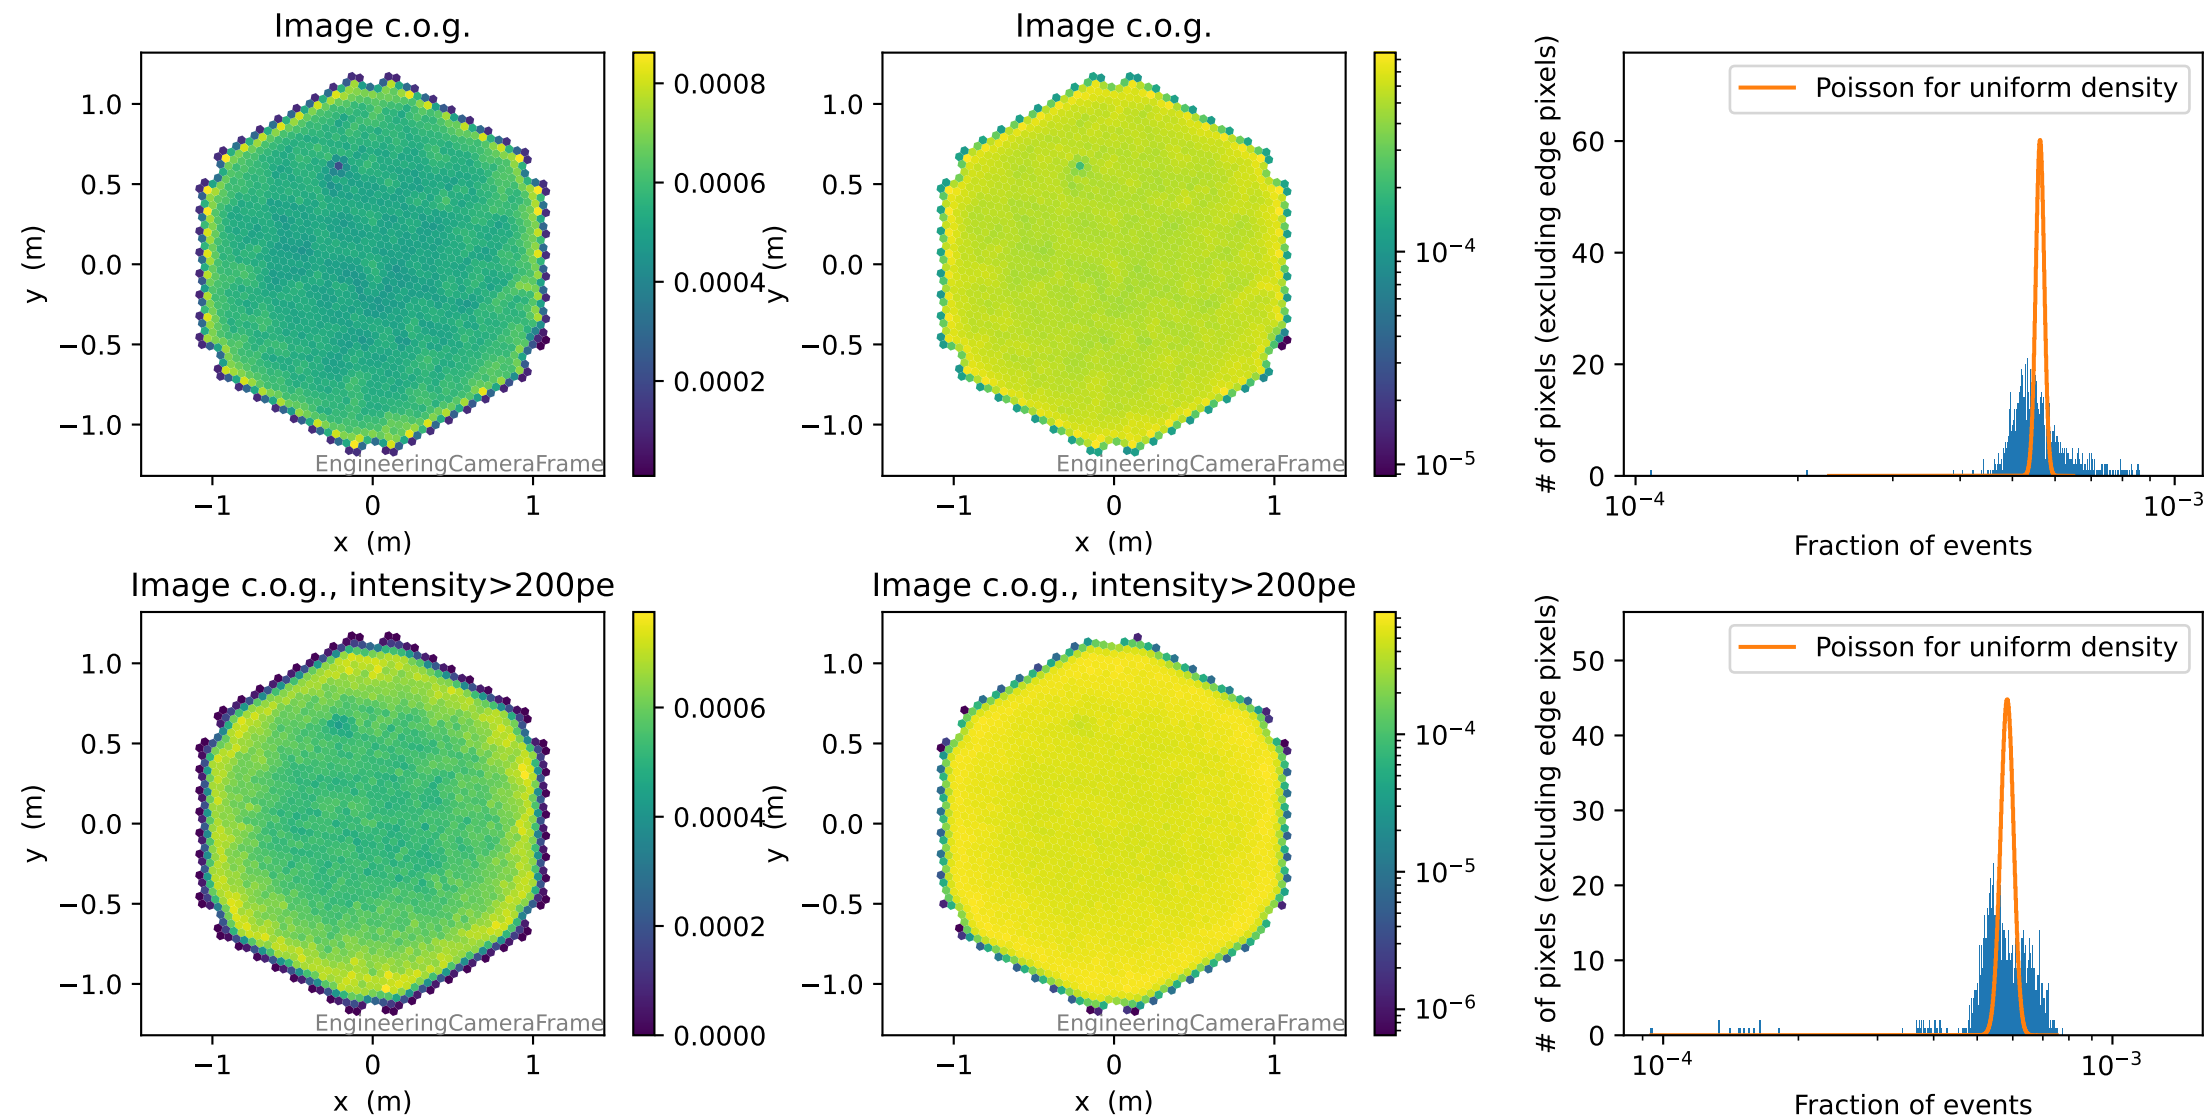 Image c.o.g.
1.0
0.5
0.0
−0.5
−1.0
y (m)
−1
0
1
x (m)
EngineeringCameraFrame
0.0008
0.0006
0.0004
0.0002
Image c.o.g.
1.0
0.5
0.0
−0.5
−1.0
y (m)
−1
0
1
x (m)
EngineeringCameraFrame
10⁻⁴
10⁻⁵
# of pixels (excluding edge pixels)
60
40
20
0
Poisson for uniform density
10⁻⁴
10⁻³
Fraction of events
Image c.o.g., intensity>200pe
1.0
0.5
0.0
−0.5
−1.0
y (m)
−1
0
1
x (m)
EngineeringCameraFrame
0.0006
0.0004
0.0002
0.0000
Image c.o.g., intensity>200pe
1.0
0.5
0.0
−0.5
−1.0
y (m)
−1
0
1
x (m)
EngineeringCameraFrame
10⁻⁴
10⁻⁵
10⁻⁶
# of pixels (excluding edge pixels)
50
40
30
20
10
0
Poisson for uniform density
10⁻⁴
10⁻³
Fraction of events